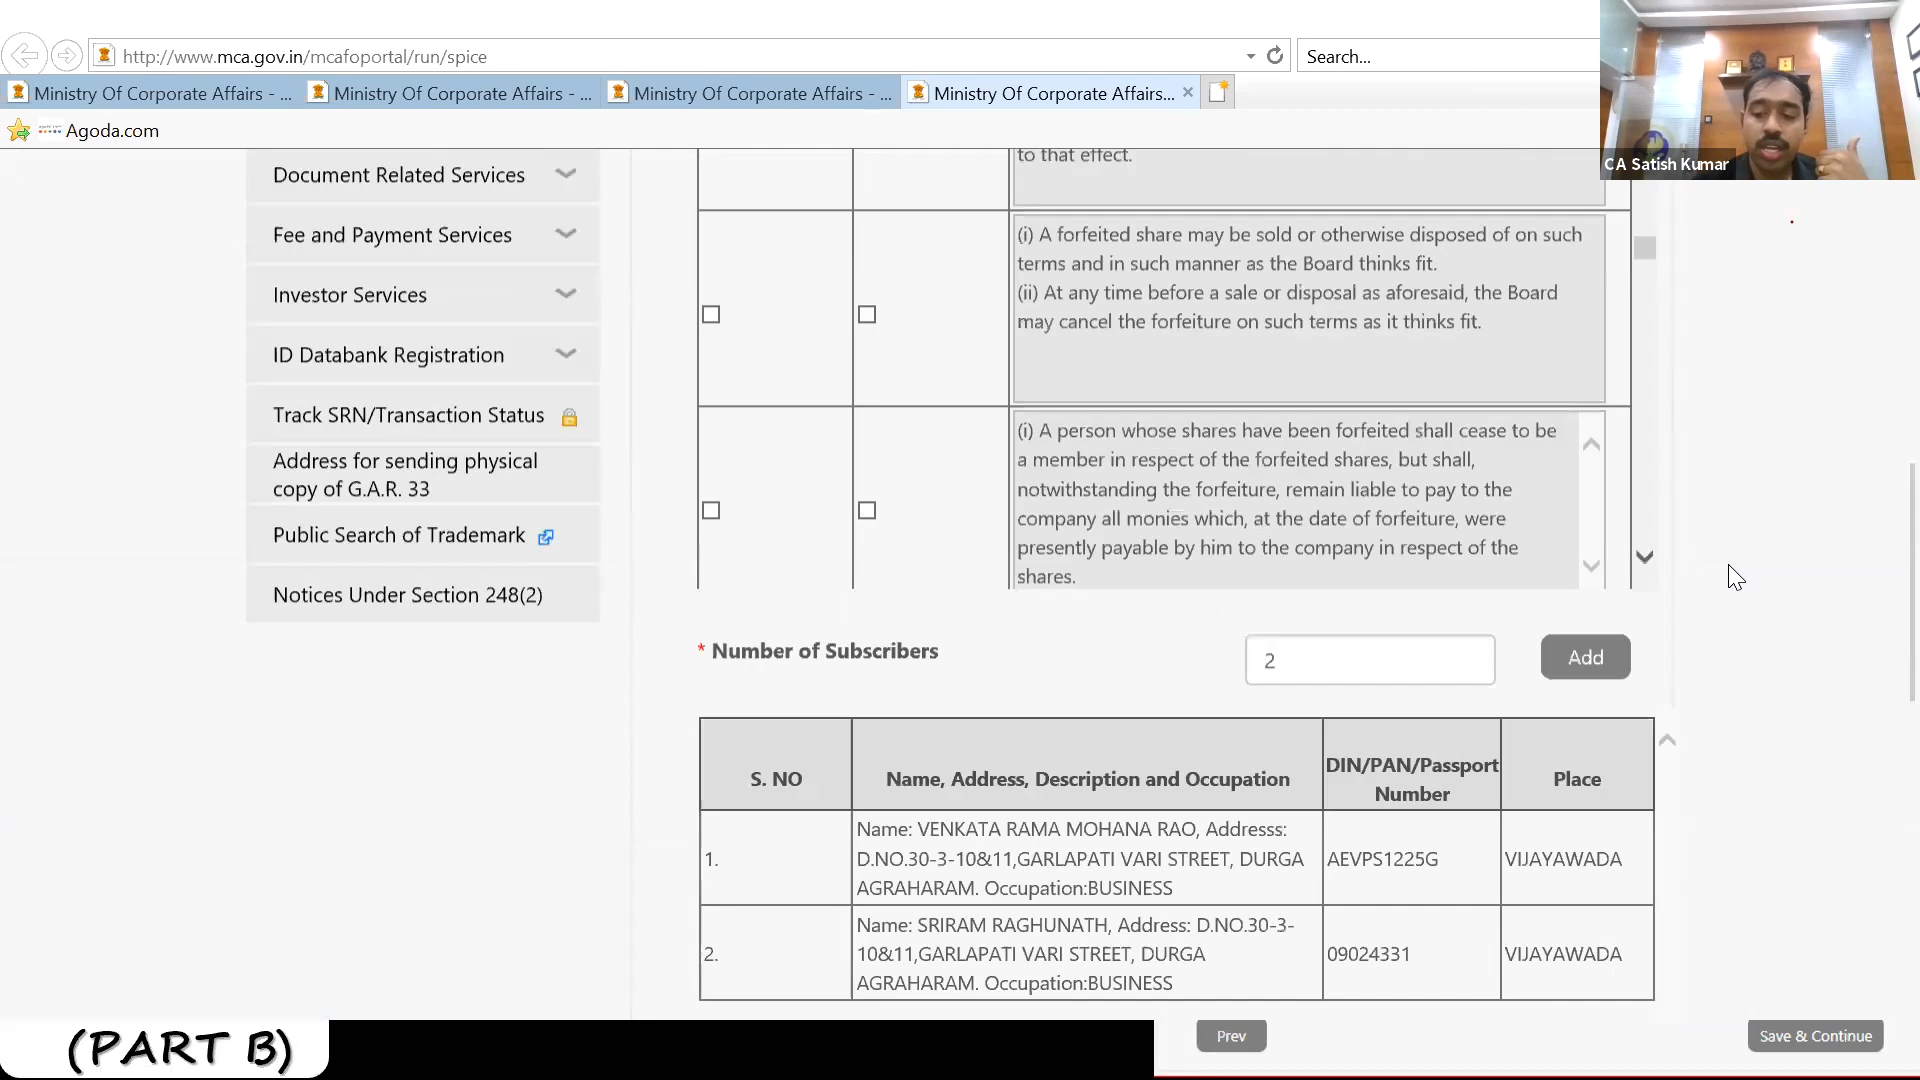 http://www.mca.gov.in/mcafoportal/run/spice
Search...
Ministry Of Corporate Affairs - ...
Ministry Of Corporate Affairs - ...
Ministry Of Corporate Affairs - ...
Ministry Of Corporate Affairs...
Agoda.com
CA Satish Kumar
Document Related Services
Fee and Payment Services
Investor Services
ID Databank Registration
Track SRN/Transaction Status
Address for sending physical
copy of G.A.R. 33
Public Search of Trademark
Notices Under Section 248(2)
to that effect.
(i) A forfeited share may be sold or otherwise disposed of on such
terms and in such manner as the Board thinks fit.
(ii) At any time before a sale or disposal as aforesaid, the Board
may cancel the forfeiture on such terms as it thinks fit.
(i) A person whose shares have been forfeited shall cease to be
a member in respect of the forfeited shares, but shall,
notwithstanding the forfeiture, remain liable to pay to the
company all monies which, at the date of forfeiture, were
presently payable by him to the company in respect of the
shares.
* Number of Subscribers
2
Add
S. NO
Name, Address, Description and Occupation
DIN/PAN/Passport
Number
Place
1.
Name: VENKATA RAMA MOHANA RAO, Addresss:
D.NO.30-3-10&11,GARLAPATI VARI STREET, DURGA
AGRAHARAM. Occupation:BUSINESS
AEVPS1225G
VIJAYAWADA
2.
Name: SRIRAM RAGHUNATH, Address: D.NO.30-3-
10&11,GARLAPATI VARI STREET, DURGA
AGRAHARAM. Occupation:BUSINESS
09024331
VIJAYAWADA
(PART B)
Prev
Save & Continue